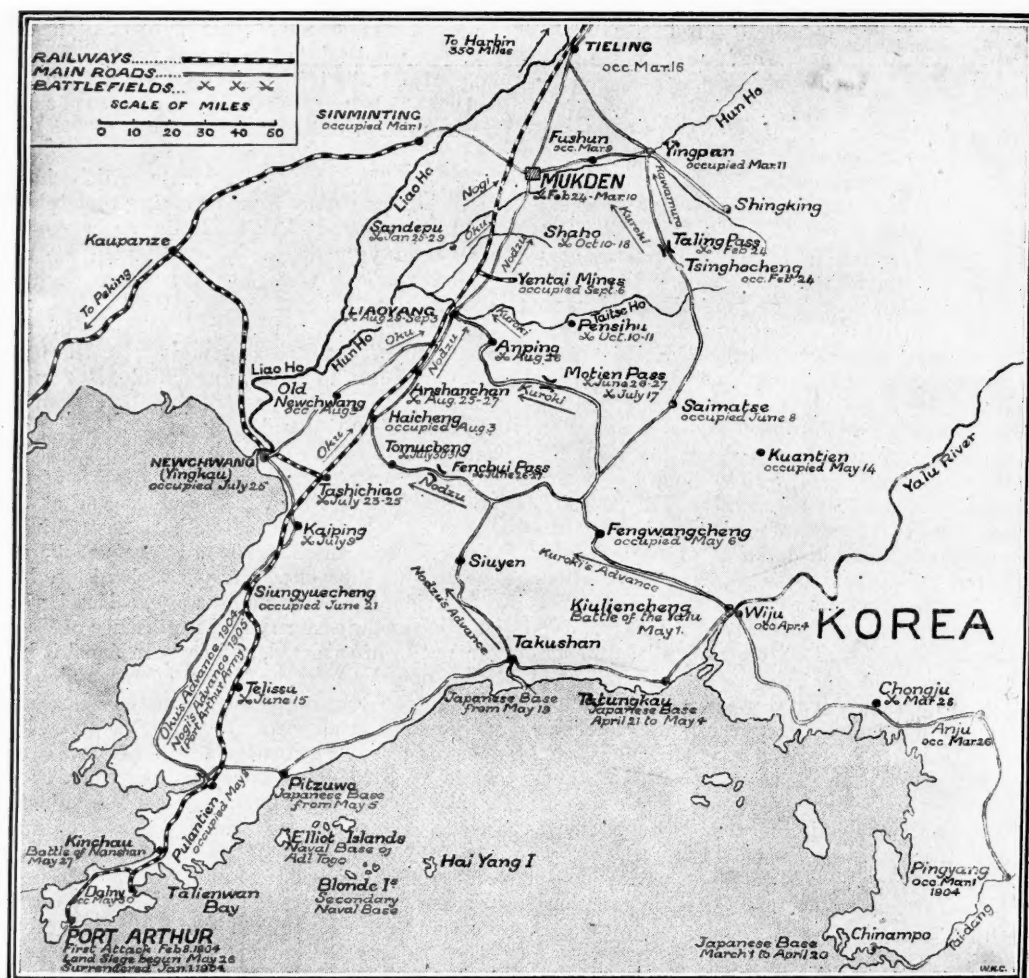 RAILWAYS
MAIN ROADS
BATTLEFIELDS
SCALE OF MILES
0 10 20 30 40 50
To Harbin
350 Miles
TIELING
occ. Mar. 16
SINMINTING
occupied Mar. 1
Hun Ho
Fushun
occ. Mar. 9
Yingpan
occupied Mar. 11
Liao Ho
Nogi
MUKDEN
Feb 24 - Mar. 10
Kawamura
Kuroki
Shingking
Sandepu
Jan 25-29
Oku
Nodzu
Shaho
Oct 10-18
Taling Pass
Feb 24
Tsinghocheng
occ. Feb 24
Kaupanze
To Peking
Yentai Mines
occupied Sept. 6
LIAOYANG
Aug 28-Sep 3
Taitse Ho
Kuroki
Pensihu
Oct. 10-11
Hun Ho
Oku
Nodzu
Anping
Aug. 26
Liao Ho
Old
Newchwang
occ Aug 3
Anshanchan
Aug. 25-27
Motien Pass
June 26-27
July 17
Kuroki
Haicheng
occupied Aug. 3
Saimatse
occupied June 8
Oku
Tomucheng
July 30 31
Kuantien
occupied May 14
Yalu River
NEWCHWANG
(Yingkau)
occupied July 25
Fenchui Pass
June 26-27
Nodzu
Tashichiao
July 23-25
Kaiping
July 9
Fengwangcheng
occupied May 6
Siuyen
Kuroki's Advance
Siungyuecheng
occupied June 21
Nodzu's Advance
Kiuliencheng
Battle of the Yalu
May 1.
Wiju
occ Apr. 4
KOREA
Oku's Advance 1904
Nogi's Advance 1905
(Port Arthur Army)
Takushan
Japanese Base
from May 19
Telissu
June 15
Tatungkau
Japanese Base
April 21 to May 4
Chongju
Mar 28
Anju
occ Mar. 26
Pitzuwo
Japanese Base
from May 5
Pulantien
occupied May 8
Kinchau
Battle of Nanshan
May 27
Elliot Islands
Naval Base of
Adl Togo
Hai Yang I
Blonde Is
Secondary
Naval Base
Dalny
occ May 30
Talienwan
Bay
Pingyang
occ Mar. 1
1904
PORT ARTHUR
First Attack Feb 8. 1904
Land Siege begun May 26
Surrendered Jan. 1. 1904
Japanese Base
March 1 to April 20
Chinampo
Taidang
W.H.C.